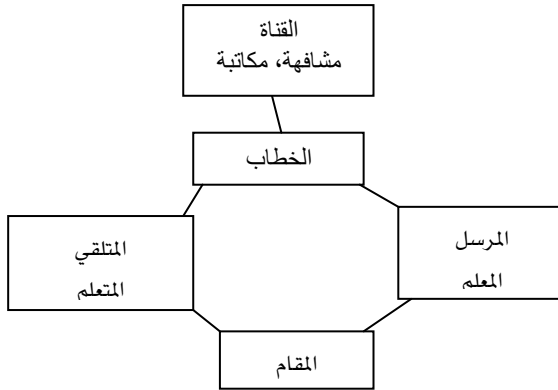 القناة
مشافهة، مكاتبة
الخطاب
المرسل
المعلم
المتلقي
المتعلم
المقام